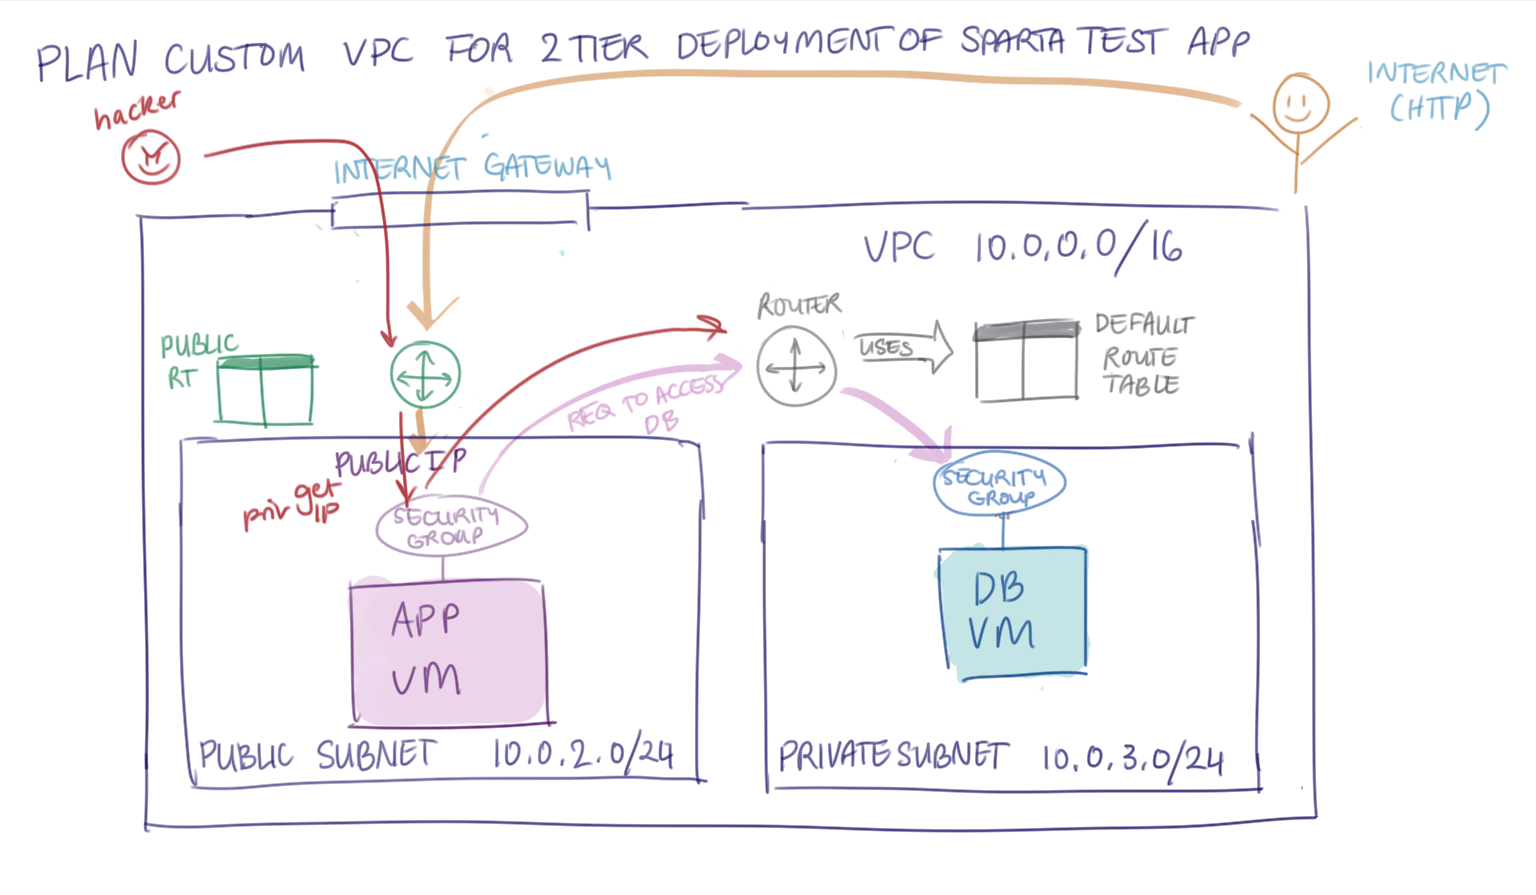 PLAN CUSTOM VPC FOR 2 TIER DEPLOYMENT OF SPARTA TEST APP
hacker
INTERNET
(HTTP)
INTERNET GATEWAY
VPC 10.0.0.0/16
PUBLIC
RT
ROUTER
USES
DEFAULT
ROUTE
TABLE
REQ TO ACCESS
DB
PUBLIC IP
get
priv IP
SECURITY
GROUP
APP
VM
PUBLIC SUBNET 10.0.2.0/24
SECURITY
GROUP
DB
VM
PRIVATE SUBNET 10.0.3.0/24